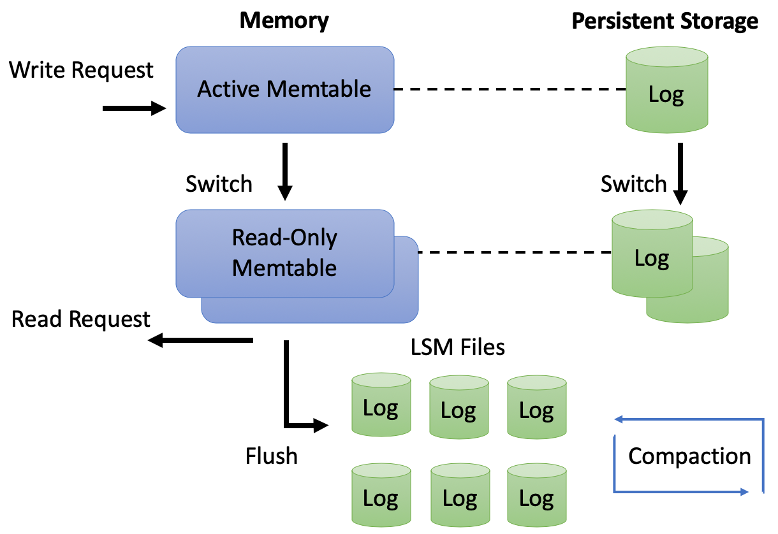 Memory
Persistent Storage
Write Request
Active Memtable
Log
Switch
Switch
Read-Only
Memtable
Log
Read Request
LSM Files
Log
Log
Log
Flush
Compaction
Log
Log
Log